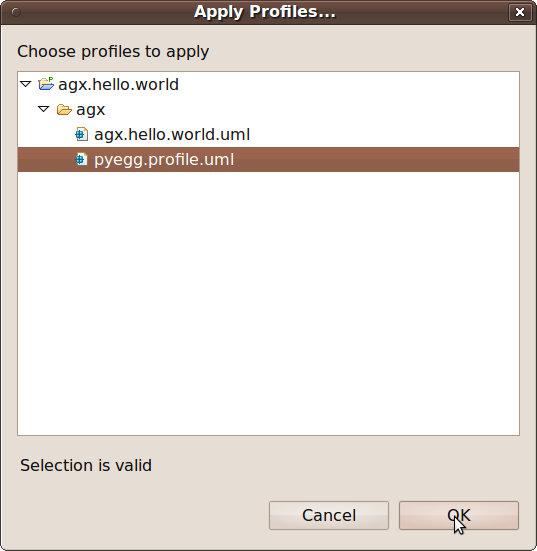 Apply Profiles...
Choose profiles to apply
agx.hello.world
agx
agx.hello.world.uml
pyegg.profile.uml
Selection is valid
Cancel
OK